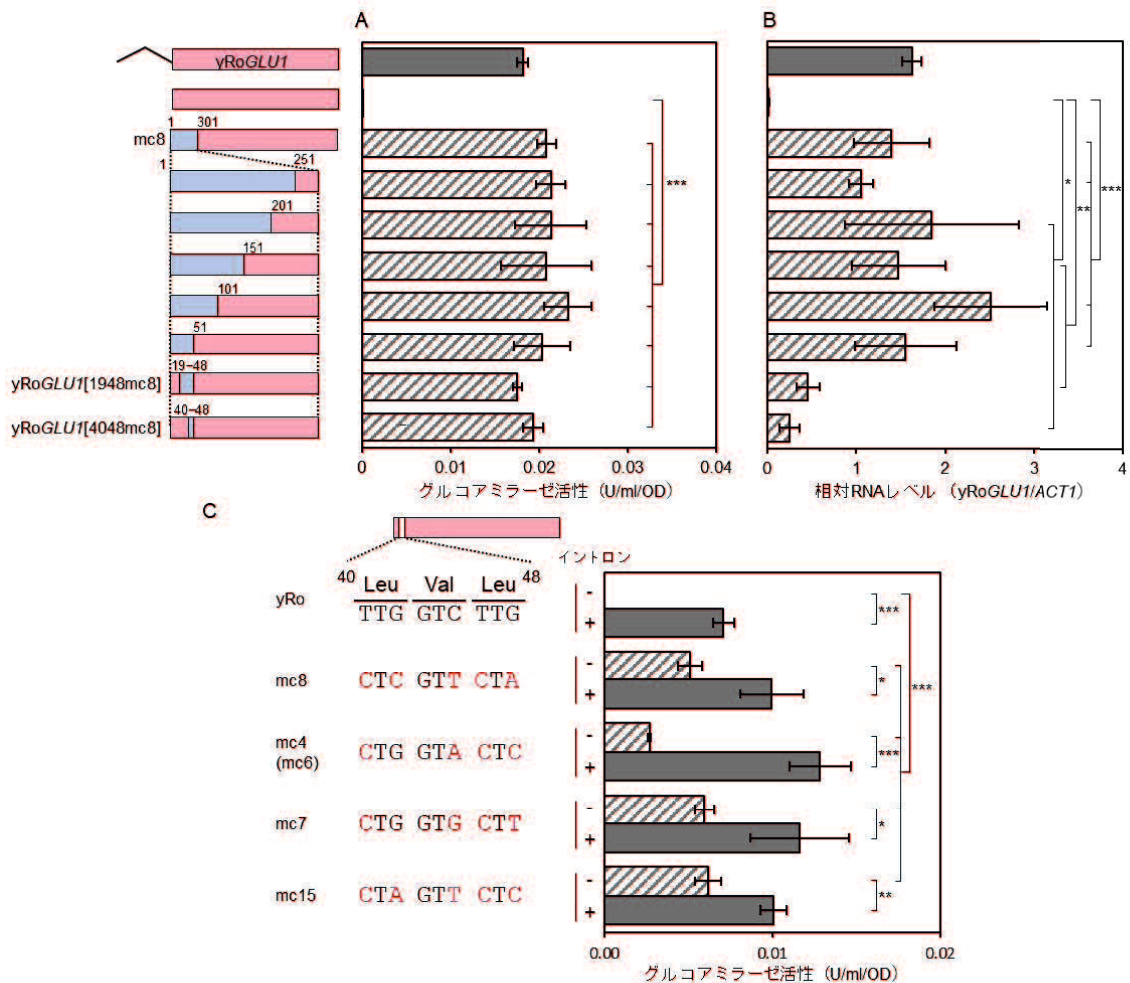 A
B
yRoGLU1
1
301
mc8
1
251
201
151
101
51
19–48
yRoGLU1[1948mc8]
40–48
yRoGLU1[4048mc8]
***
*
**
***
0
0.01
0.02
0.03
0.04
グルコアミラーゼ活性 (U/ml/OD)
0
1
2
3
4
相対RNAレベル (yRoGLU1/ACT1)
C
イントロン
40
48
Leu Val Leu
yRo
TTG GTC TTG
-
+
***
mc8
CTC GTT CTA
-
+
*
***
mc4
(mc6)
CTG GTA CTC
-
+
***
mc7
CTG GTG CTT
-
+
*
mc15
CTA GTT CTC
-
+
**
0.00
0.01
0.02
グルコアミラーゼ活性 (U/ml/OD)